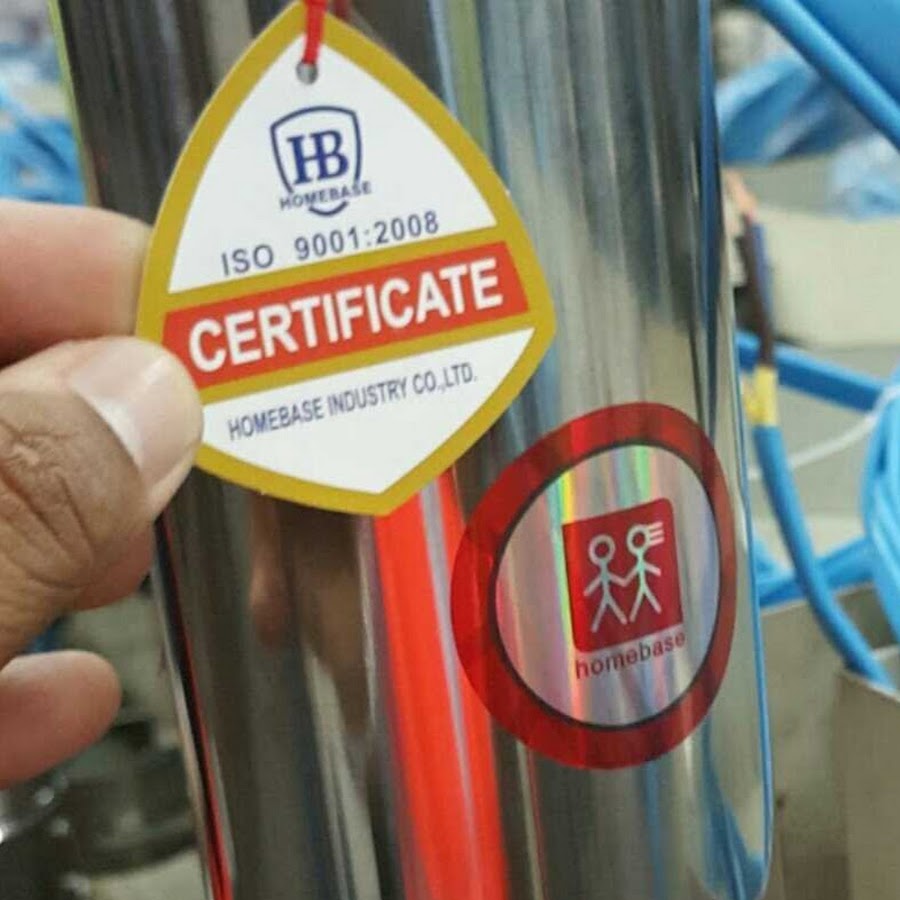 HB
HOMEBASE
ISO 9001:2008
CERTIFICATE
HOMEBASE INDUSTRY CO.,LTD.
homebase